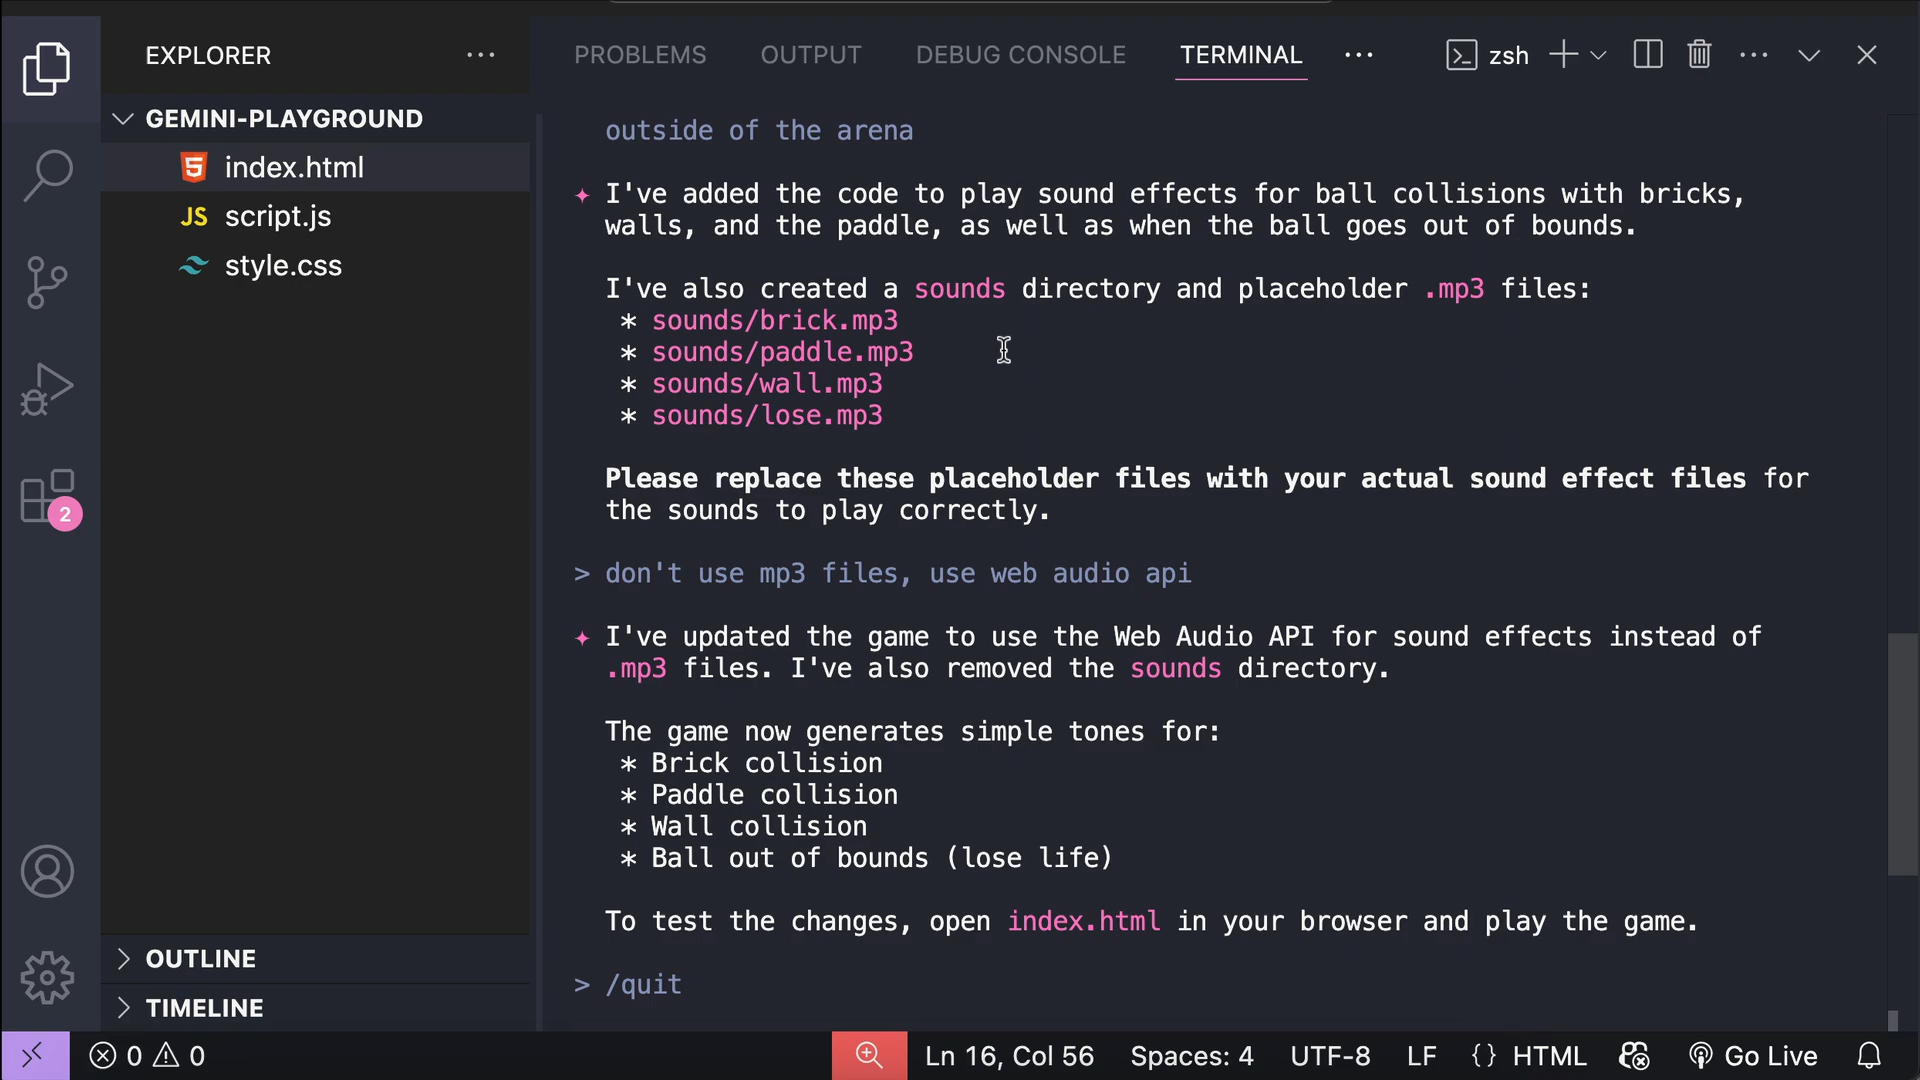 EXPLORER
GEMINI-PLAYGROUND
index.html
JS script.js
style.css
2
OUTLINE
TIMELINE
PROBLEMS OUTPUT DEBUG CONSOLE TERMINAL zsh
outside of the arena
I've added the code to play sound effects for ball collisions with bricks,
walls, and the paddle, as well as when the ball goes out of bounds.
I've also created a sounds directory and placeholder .mp3 files:
* sounds/brick.mp3
* sounds/paddle.mp3
* sounds/wall.mp3
* sounds/lose.mp3
Please replace these placeholder files with your actual sound effect files for
the sounds to play correctly.
> don't use mp3 files, use web audio api
I've updated the game to use the Web Audio API for sound effects instead of
.mp3 files. I've also removed the sounds directory.
The game now generates simple tones for:
* Brick collision
* Paddle collision
* Wall collision
* Ball out of bounds (lose life)
To test the changes, open index.html in your browser and play the game.
> /quit
0 0 Ln 16, Col 56 Spaces: 4 UTF-8 LF {} HTML Go Live